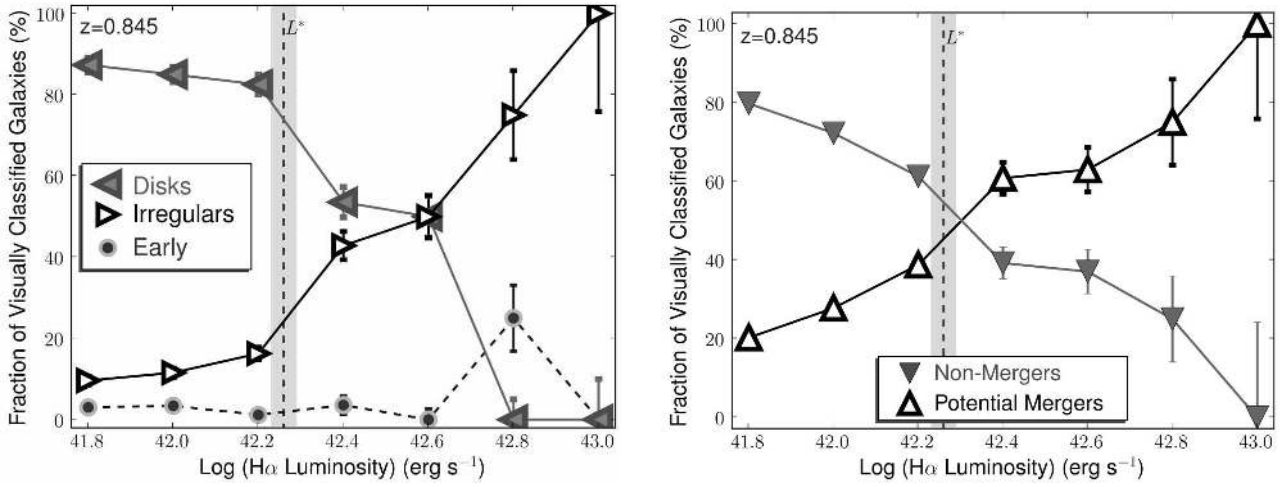 Fraction of Visually Classified Galaxies (%)
100
80
60
40
20
0
z=0.845
L*
Disks
Irregulars
Early
41.8 42.0 42.2 42.4 42.6 42.8 43.0
Log (Hα Luminosity) (erg s⁻¹)
Fraction of Visually Classified Galaxies (%)
100
80
60
40
20
0
z=0.845
L*
Non-Mergers
Potential Mergers
41.8 42.0 42.2 42.4 42.6 42.8 43.0
Log (Hα Luminosity) (erg s⁻¹)